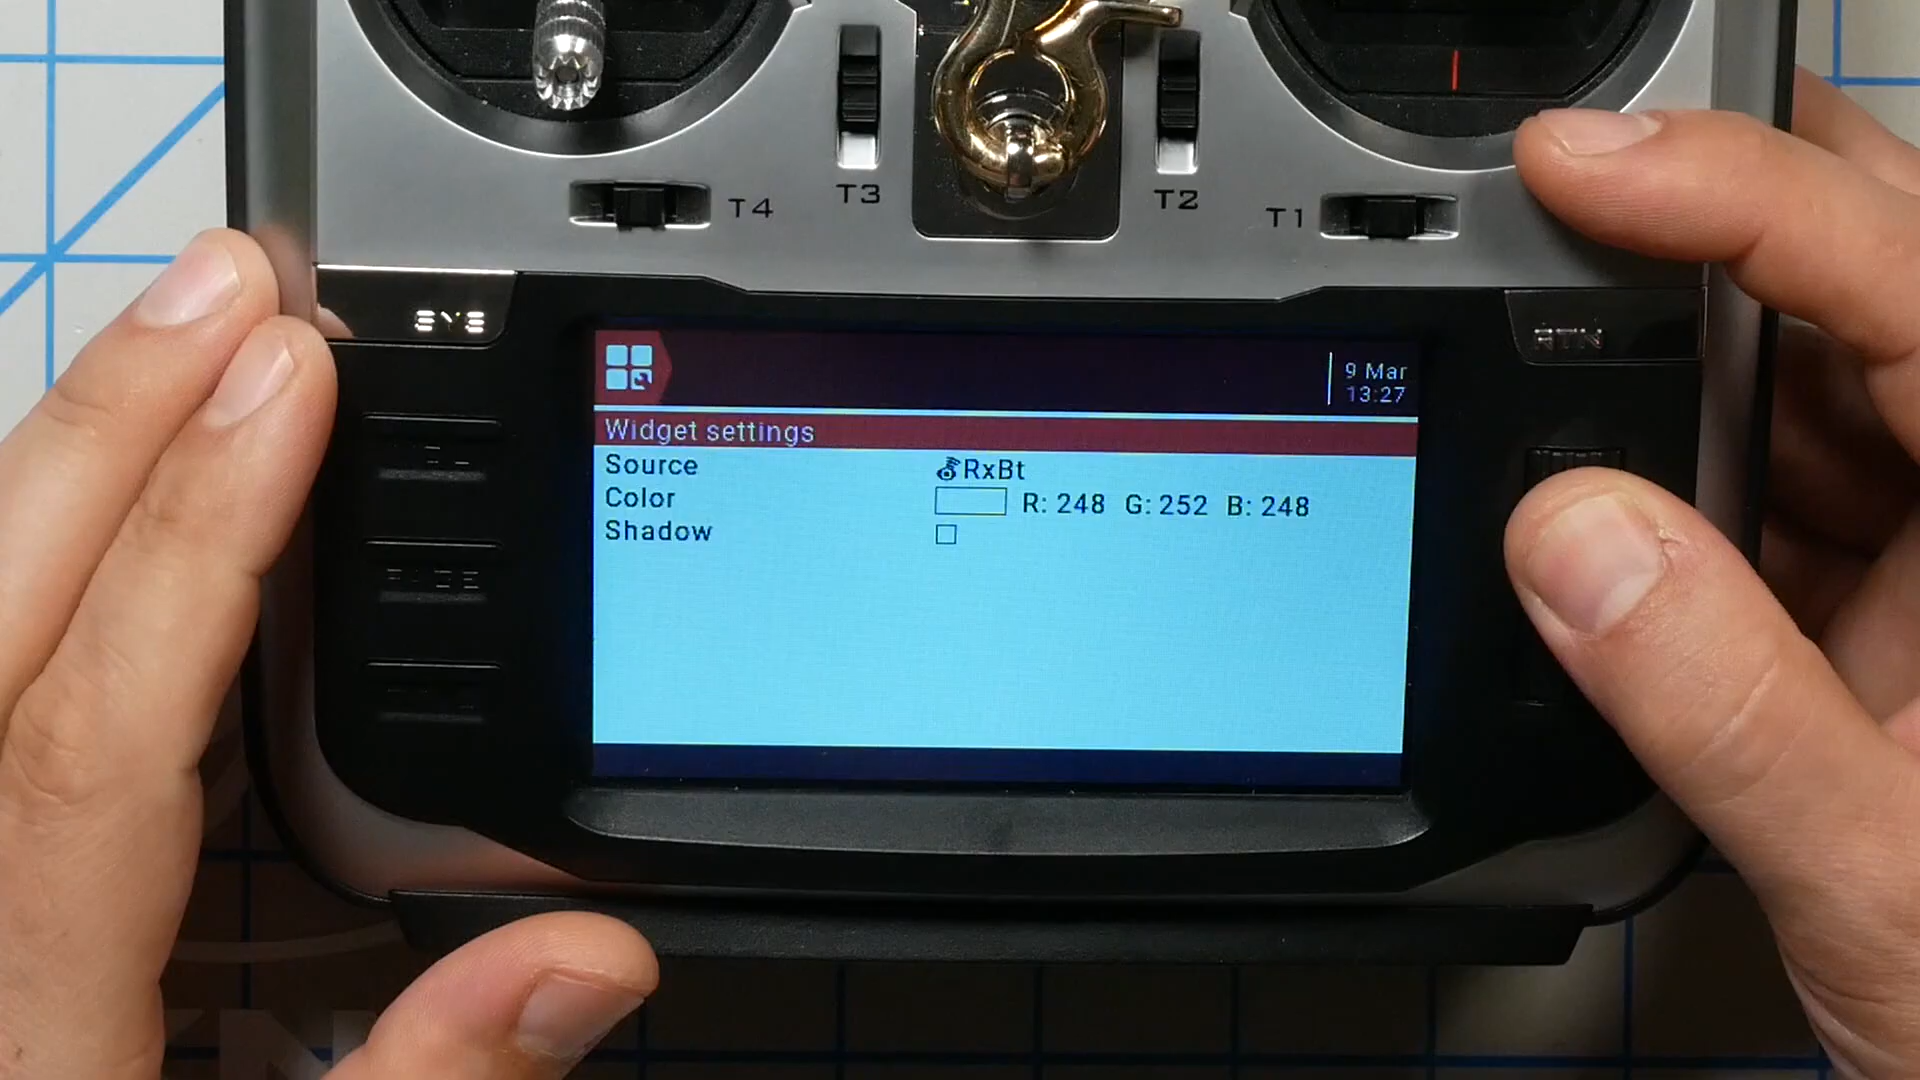 T4
T3
T2
T1
SYS
RTN
9 Mar
13:27
Widget settings
Source RxBt
Color R: 248 G: 252 B: 248
Shadow
PAGE